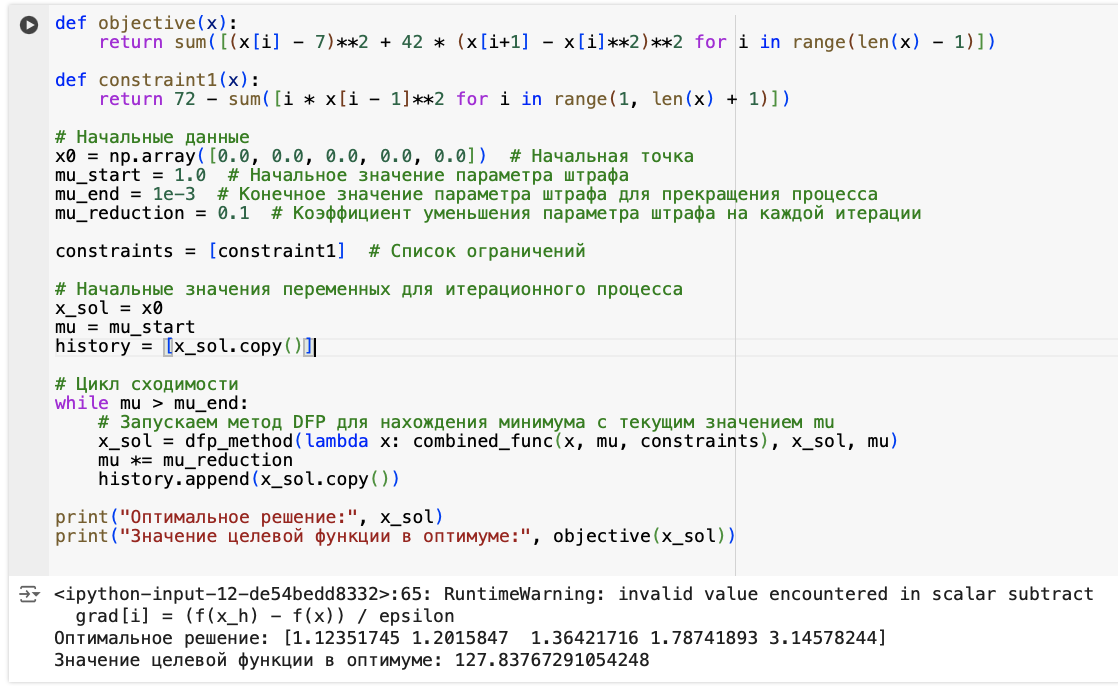 def objective(x):
    return sum([(x[i] - 7)**2 + 42 * (x[i+1] - x[i]**2)**2 for i in range(len(x) - 1)])
def constraint1(x):
    return 72 - sum([i * x[i - 1]**2 for i in range(1, len(x) + 1)])
# Начальные данные
x0 = np.array([0.0, 0.0, 0.0, 0.0, 0.0])  # Начальная точка
mu_start = 1.0  # Начальное значение параметра штрафа
mu_end = 1e-3  # Конечное значение параметра штрафа для прекращения процесса
mu_reduction = 0.1  # Коэффициент уменьшения параметра штрафа на каждой итерации
constraints = [constraint1]  # Список ограничений
# Начальные значения переменных для итерационного процесса
x_sol = x0
mu = mu_start
history = [x_sol.copy()]
# Цикл сходимости
while mu > mu_end:
    # Запускаем метод DFP для нахождения минимума с текущим значением mu
    x_sol = dfp_method(lambda x: combined_func(x, mu, constraints), x_sol, mu)
    mu *= mu_reduction
    history.append(x_sol.copy())
print("Оптимальное решение:", x_sol)
print("Значение целевой функции в оптимуме:", objective(x_sol))
<ipython-input-12-de54bedd8332>:65: RuntimeWarning: invalid value encountered in scalar subtract
  grad[i] = (f(x_h) - f(x)) / epsilon
Оптимальное решение: [1.12351745 1.2015847  1.36421716 1.78741893 3.14578244]
Значение целевой функции в оптимуме: 127.83767291054248